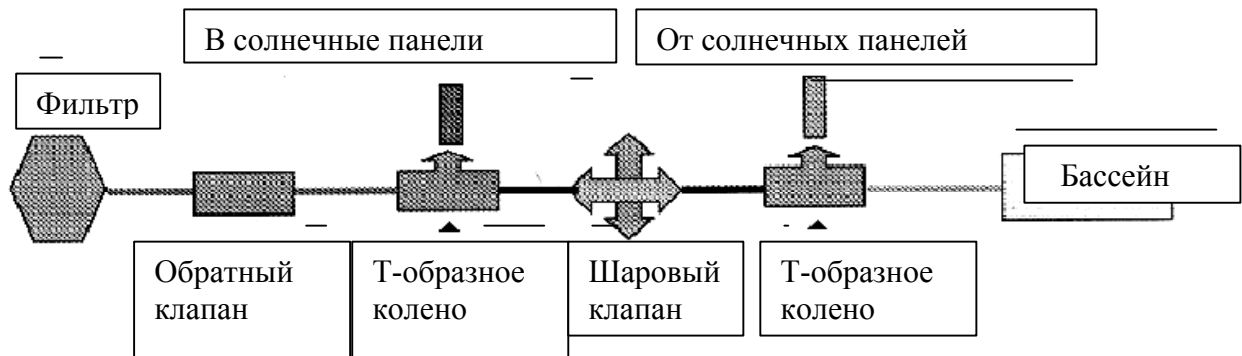 В солнечные панели
От солнечных панелей
Фильтр
Бассейн
Обратный
клапан
Т-образное
колено
Шаровый
клапан
Т-образное
колено